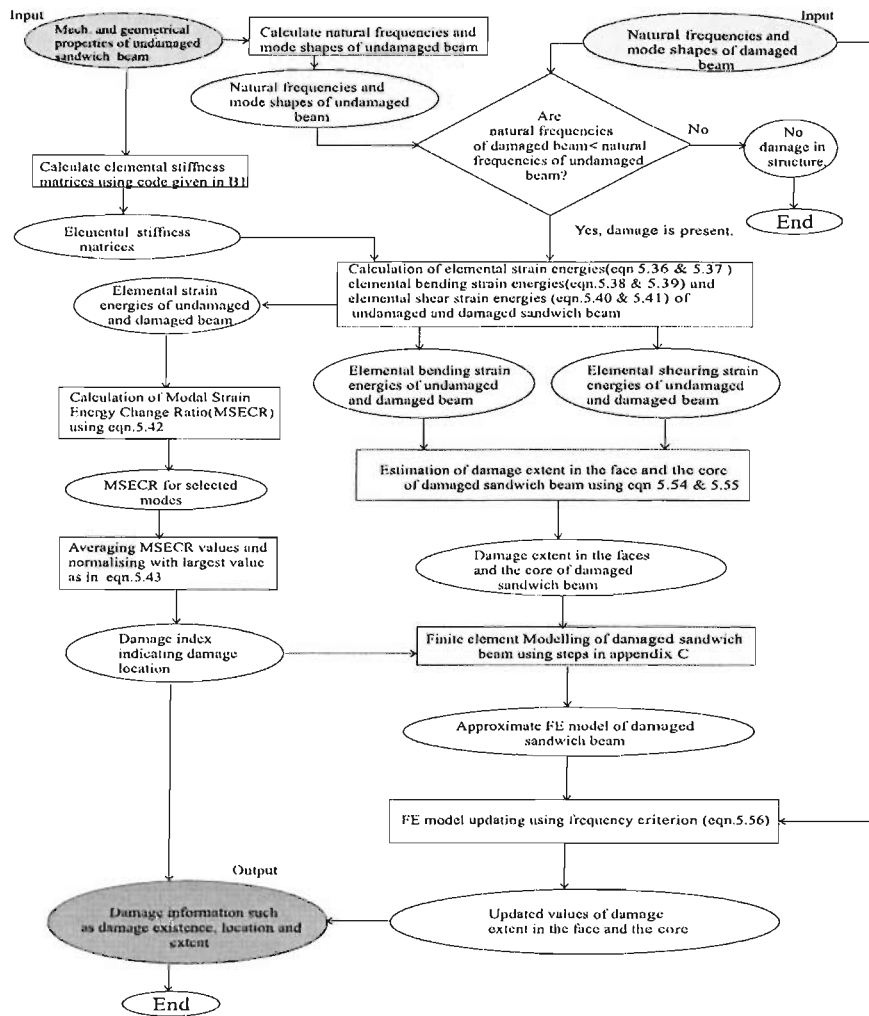 Input
Mech. and geometrical
properties of undamaged
sandwich beam
Calculate natural frequencies and
mode shapes of undamaged beam
Input
Natural frequencies
and mode shapes of damaged
beam
Natural frequencies and
mode shapes of undamaged
beam
Are
natural frequencies
of damaged beam< natural
frequencies of undamaged
beam?
No
No
damage in
structure,
End
Calculate elemental stiffness
matrices using code given in B1
Elemental stiffness
matrices
Yes, damage is present.
Calculation of elemental strain energies(eqn 5.36 & 5.37 )
elemental bending strain energies(eqn.5.38 & 5.39) and
elemental shear strain energies (eqn.5.40 & 5.41) of
undamaged and damaged sandwich beam
Elemental strain
energies of undamaged
and damaged beam
Elemental bending strain
energies of undamaged
and damaged beam
Elemental shearing strain
energies of undamaged
and damaged beam
Calculation of Modal Strain
Energy Change Ratio(MSECR)
using eqn.5.42
Estimation of damage extent in the face and the core
of damaged sandwich beam using eqn 5.54 & 5.55
MSECR for selected
modes
Averaging MSECR values and
normalising with largest value
as in eqn.5.43
Damage extent in the faces
and the core of damaged
sandwich beam
Damage index
indicating damage
location
Finite element Modelling of damaged sandwich
beam using steps in appendix C
Approximate FE model of damaged
sandwich beam
FE model updating using frequency criterion (eqn.5.56)
Output
Damage information such
as damage existence, location and
extent
Updated values of damage
extent in the face and the core
End